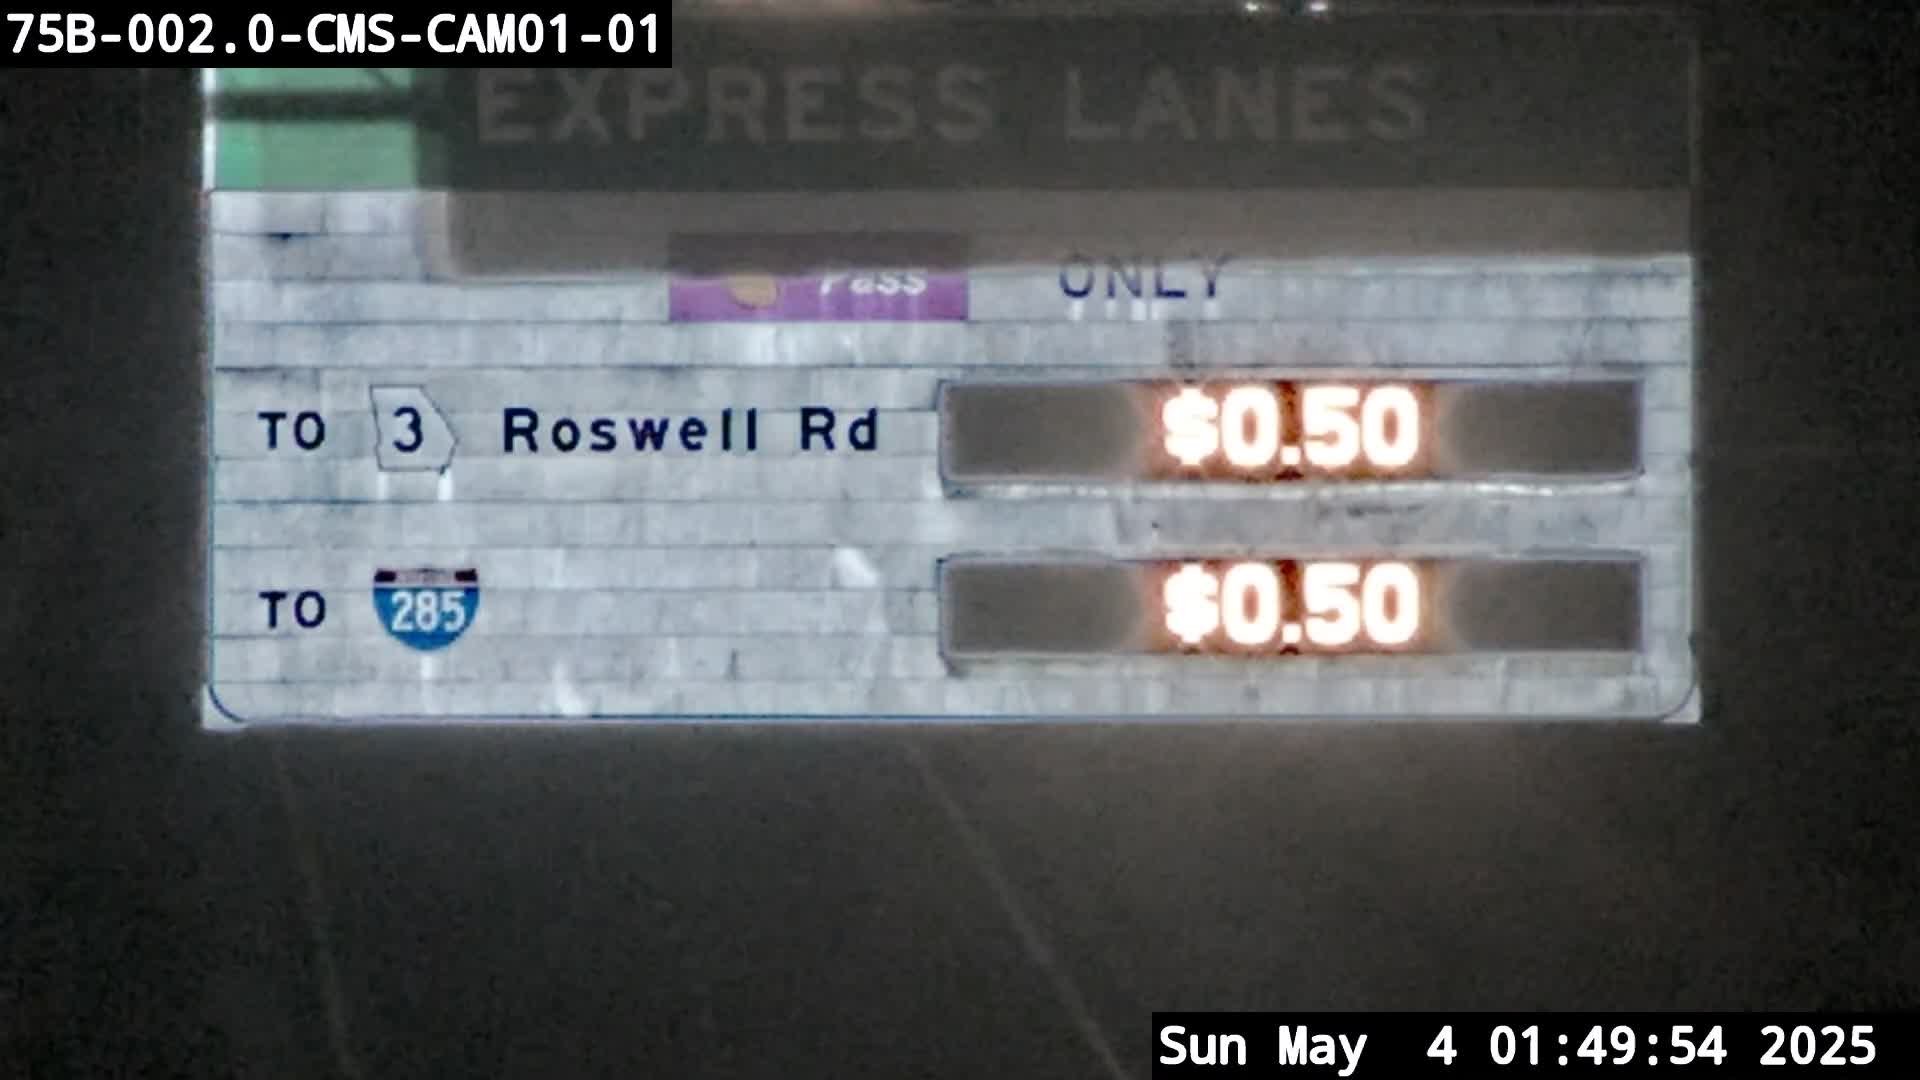 75B-002.0-CMS-CAM01-01
EXPRESS LANES
Pass ONLY
TO 3 Roswell Rd $0.50
TO 285 $0.50
Sun May 4 01:49:54 2025